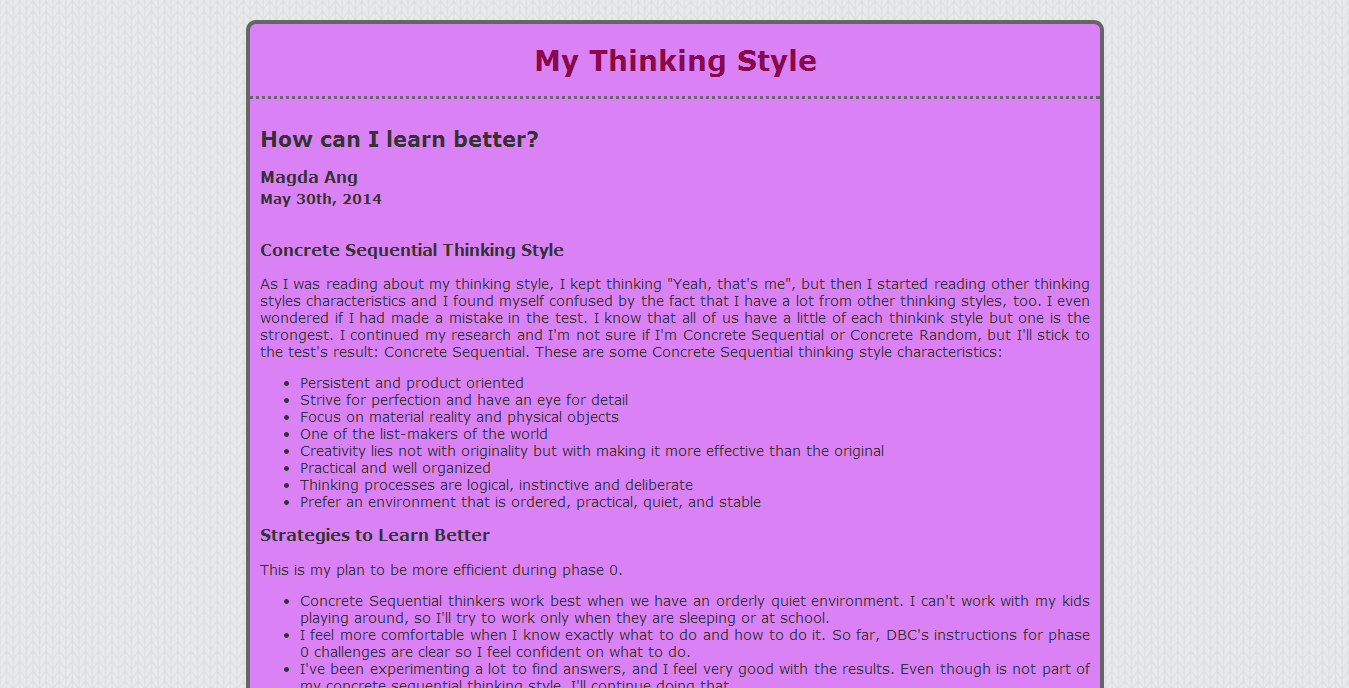 My Thinking Style
How can I learn better?
Magda Ang
May 30th, 2014
Concrete Sequential Thinking Style
As I was reading about my thinking style, I kept thinking "Yeah, that's me", but then I started reading other thinking
styles characteristics and I found myself confused by the fact that I have a lot from other thinking styles, too. I even
wondered if I had made a mistake in the test. I know that all of us have a little of each thinkink style but one is the
strongest. I continued my research and I'm not sure if I'm Concrete Sequential or Concrete Random, but I'll stick to
the test's result: Concrete Sequential. These are some Concrete Sequential thinking style characteristics:
• Persistent and product oriented
• Strive for perfection and have an eye for detail
• Focus on material reality and physical objects
• One of the list-makers of the world
• Creativity lies not with originality but with making it more effective than the original
• Practical and well organized
• Thinking processes are logical, instinctive and deliberate
• Prefer an environment that is ordered, practical, quiet, and stable
Strategies to Learn Better
This is my plan to be more efficient during phase 0.
• Concrete Sequential thinkers work best when we have an orderly quiet environment. I can't work with my kids
playing around, so I'll try to work only when they are sleeping or at school.
• I feel more comfortable when I know exactly what to do and how to do it. So far, DBC's instructions for phase
0 challenges are clear so I feel confident on what to do.
• I've been experimenting a lot to find answers, and I feel very good with the results. Even though is not part of
my concrete sequential thinking style, I'll continue doing that.